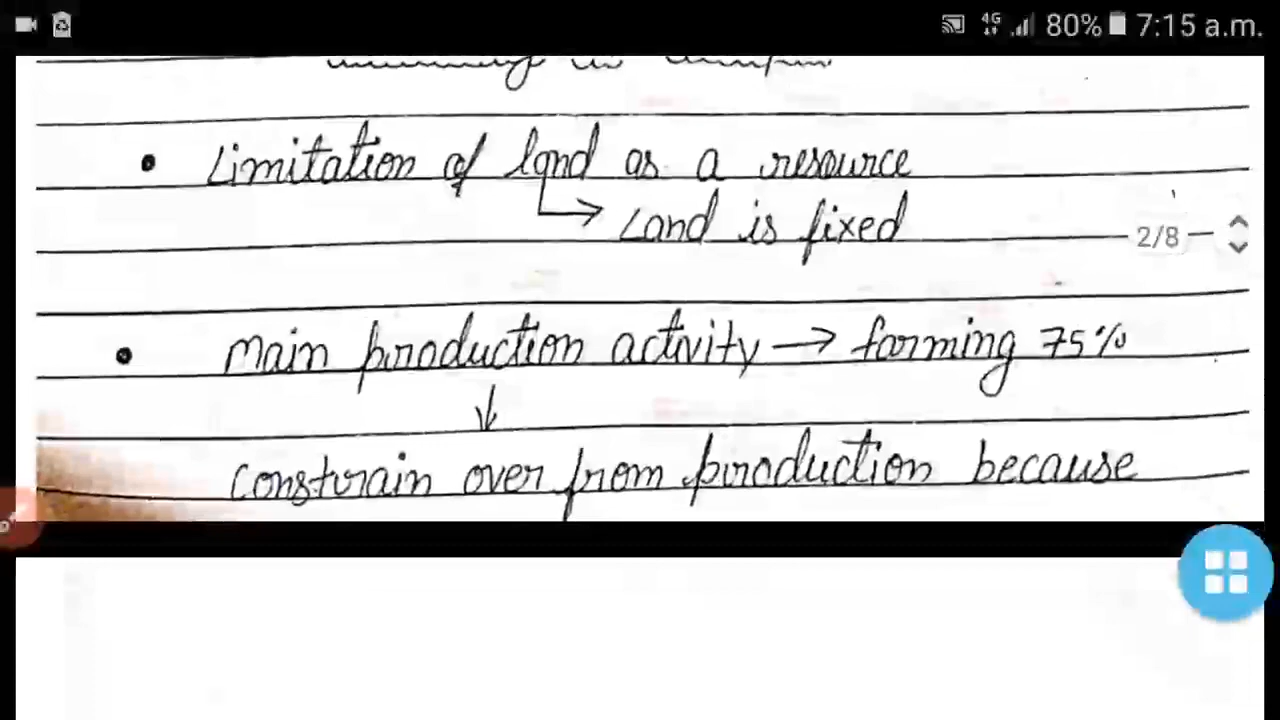 4G 80% 7:15 a.m.
• Limitation of land as a resource
↳ Land is fixed
2/8
• main production activity → farming 75%
↓
constrain over from production because